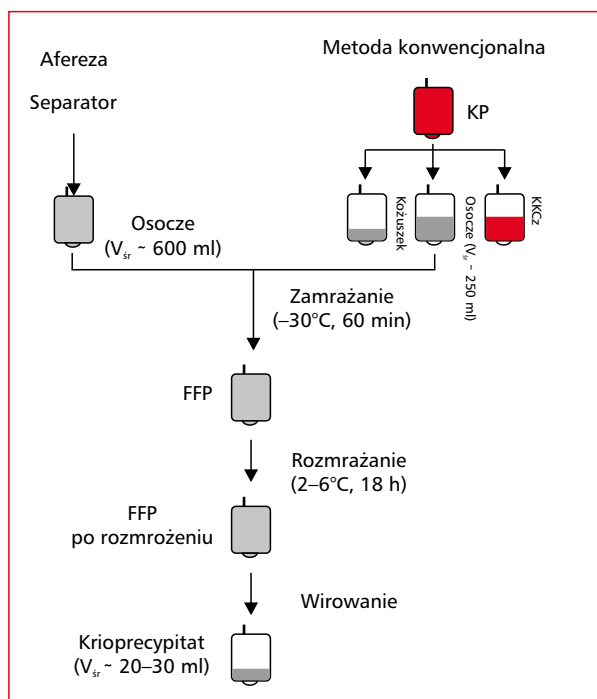 Afereza
Separator
Metoda konwencjonalna
KP
Kożuszek
Osocze (Vśr ~ 250 ml)
KKCz
Osocze
(Vśr ~ 600 ml)
Zamrażanie
(–30°C, 60 min)
FFP
Rozmrażanie
(2–6°C, 18 h)
FFP
po rozmrożeniu
Wirowanie
Krioprecypitat
(Vśr ~ 20–30 ml)